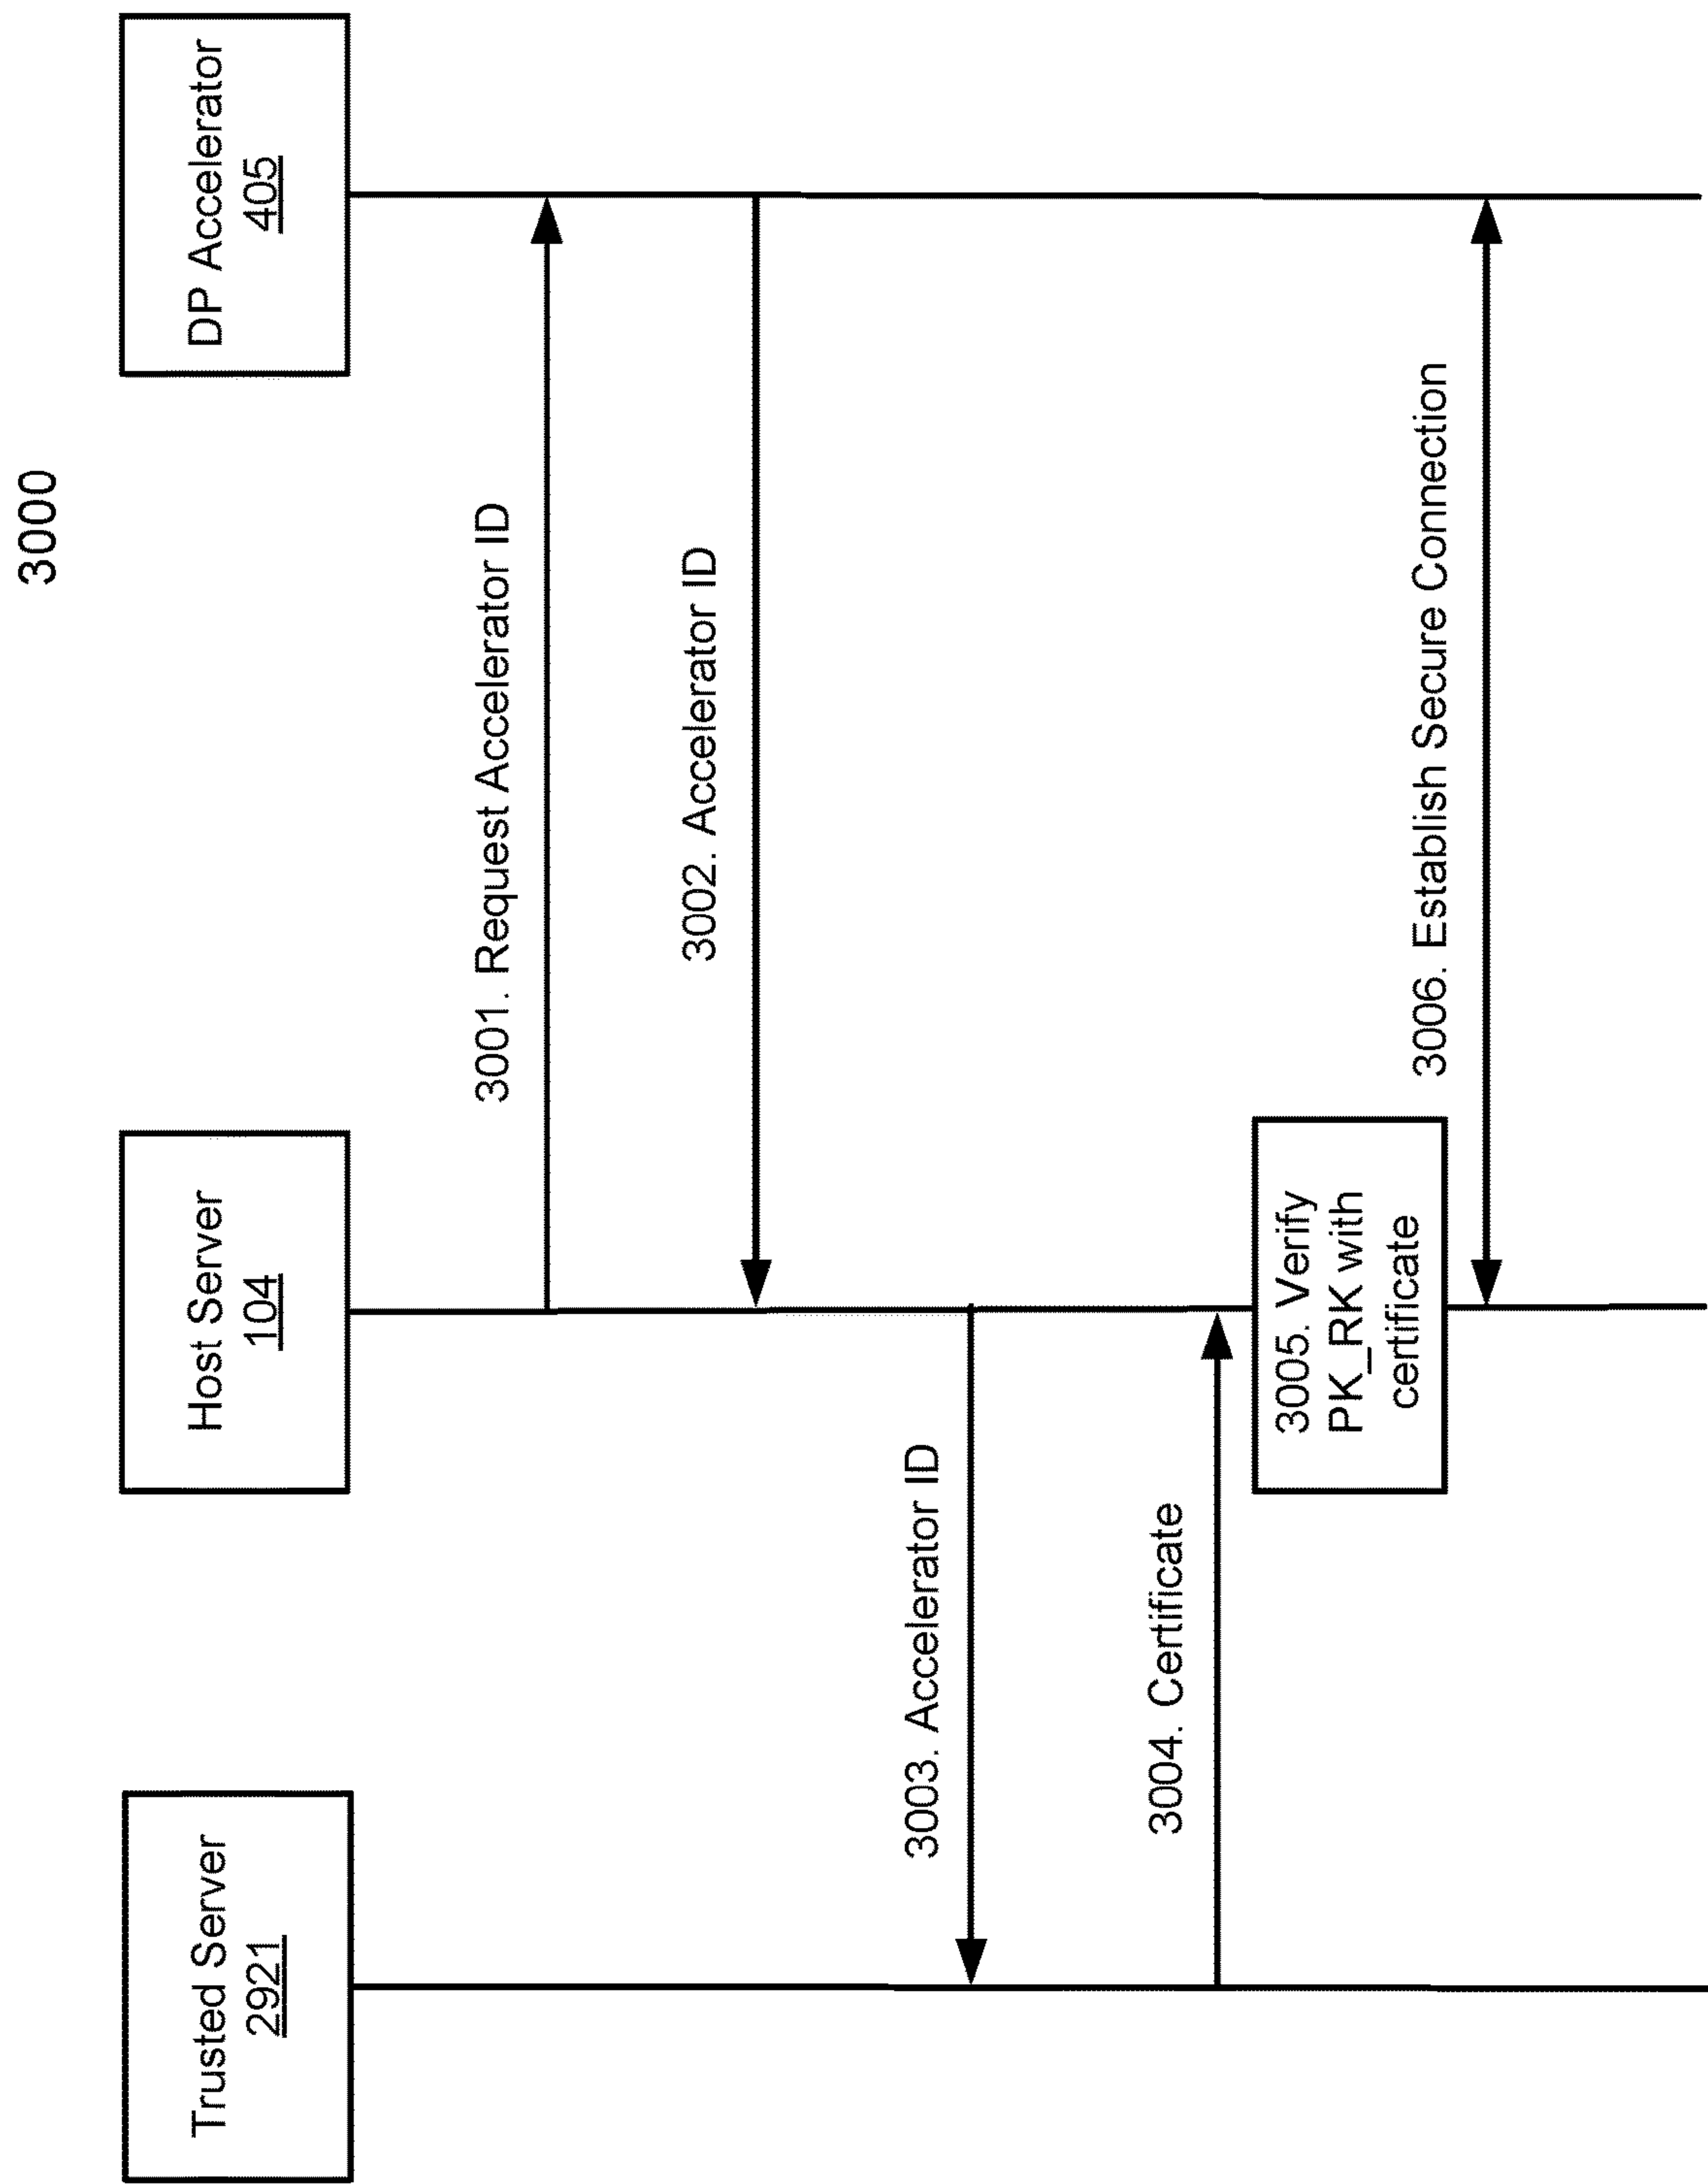 3000
Trusted Server
2921
Host Server
104
DP Accelerator
405
3001. Request Accelerator ID
3002. Accelerator ID
3003. Accelerator ID
3004. Certificate
3005. Verify
PK_RK with
certificate
3006. Establish Secure Connection